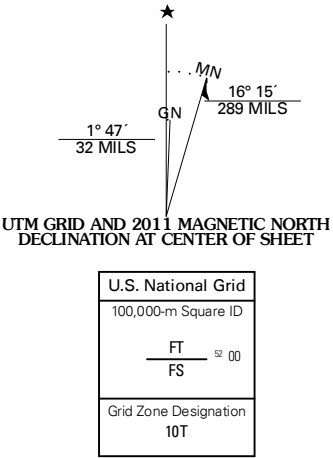 ★
MN
16° 15´
289 MILS
GN
1° 47´
32 MILS
UTM GRID AND 2011 MAGNETIC NORTH
DECLINATION AT CENTER OF SHEET
U.S. National Grid
100,000-m Square ID
FT
52 00
FS
Grid Zone Designation
10T